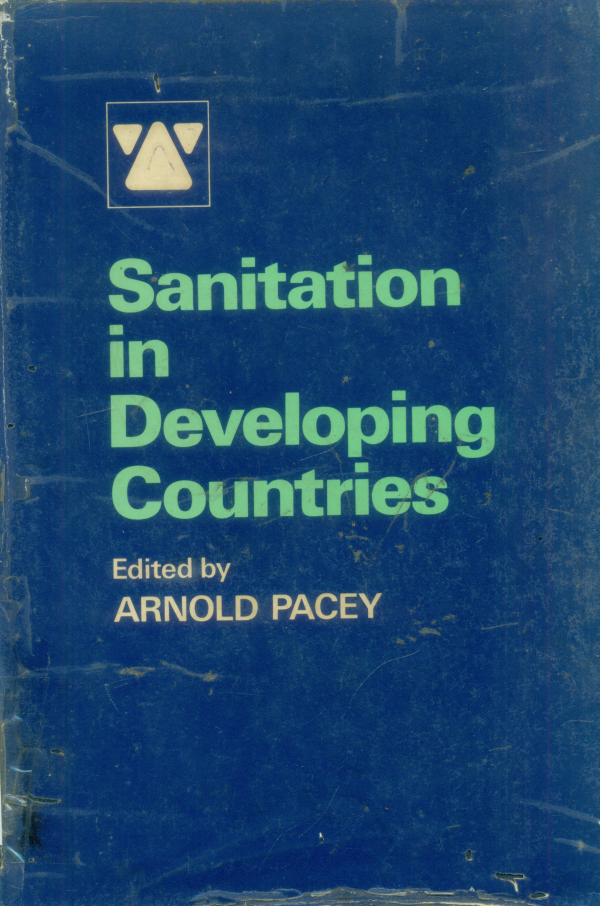 Sanitation
in
Developing
Countries
Edited by
ARNOLD PACEY